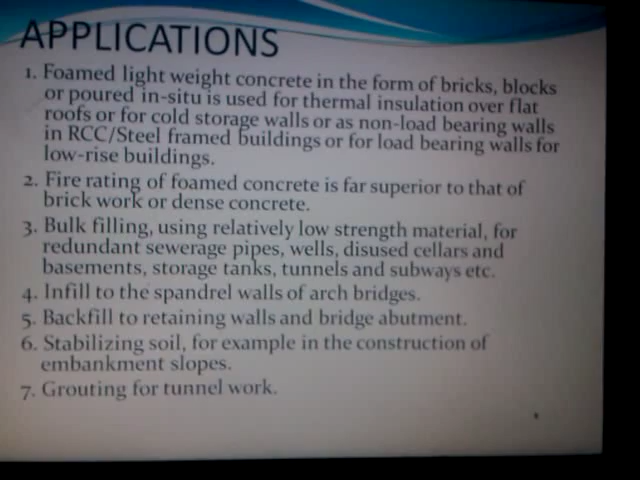 APPLICATIONS
1. Foamed light weight concrete in the form of bricks, blocks
or poured in-situ is used for thermal insulation over flat
roofs or for cold storage walls or as non-load bearing walls
in RCC/Steel framed buildings or for load bearing walls for
low-rise buildings.
2. Fire rating of foamed concrete is far superior to that of
brick work or dense concrete.
3. Bulk filling, using relatively low strength material, for
redundant sewerage pipes, wells, disused cellars and
basements, storage tanks, tunnels and subways etc.
4. Infill to the spandrel walls of arch bridges.
5. Backfill to retaining walls and bridge abutment.
6. Stabilizing soil, for example in the construction of
embankment slopes.
7. Grouting for tunnel work.